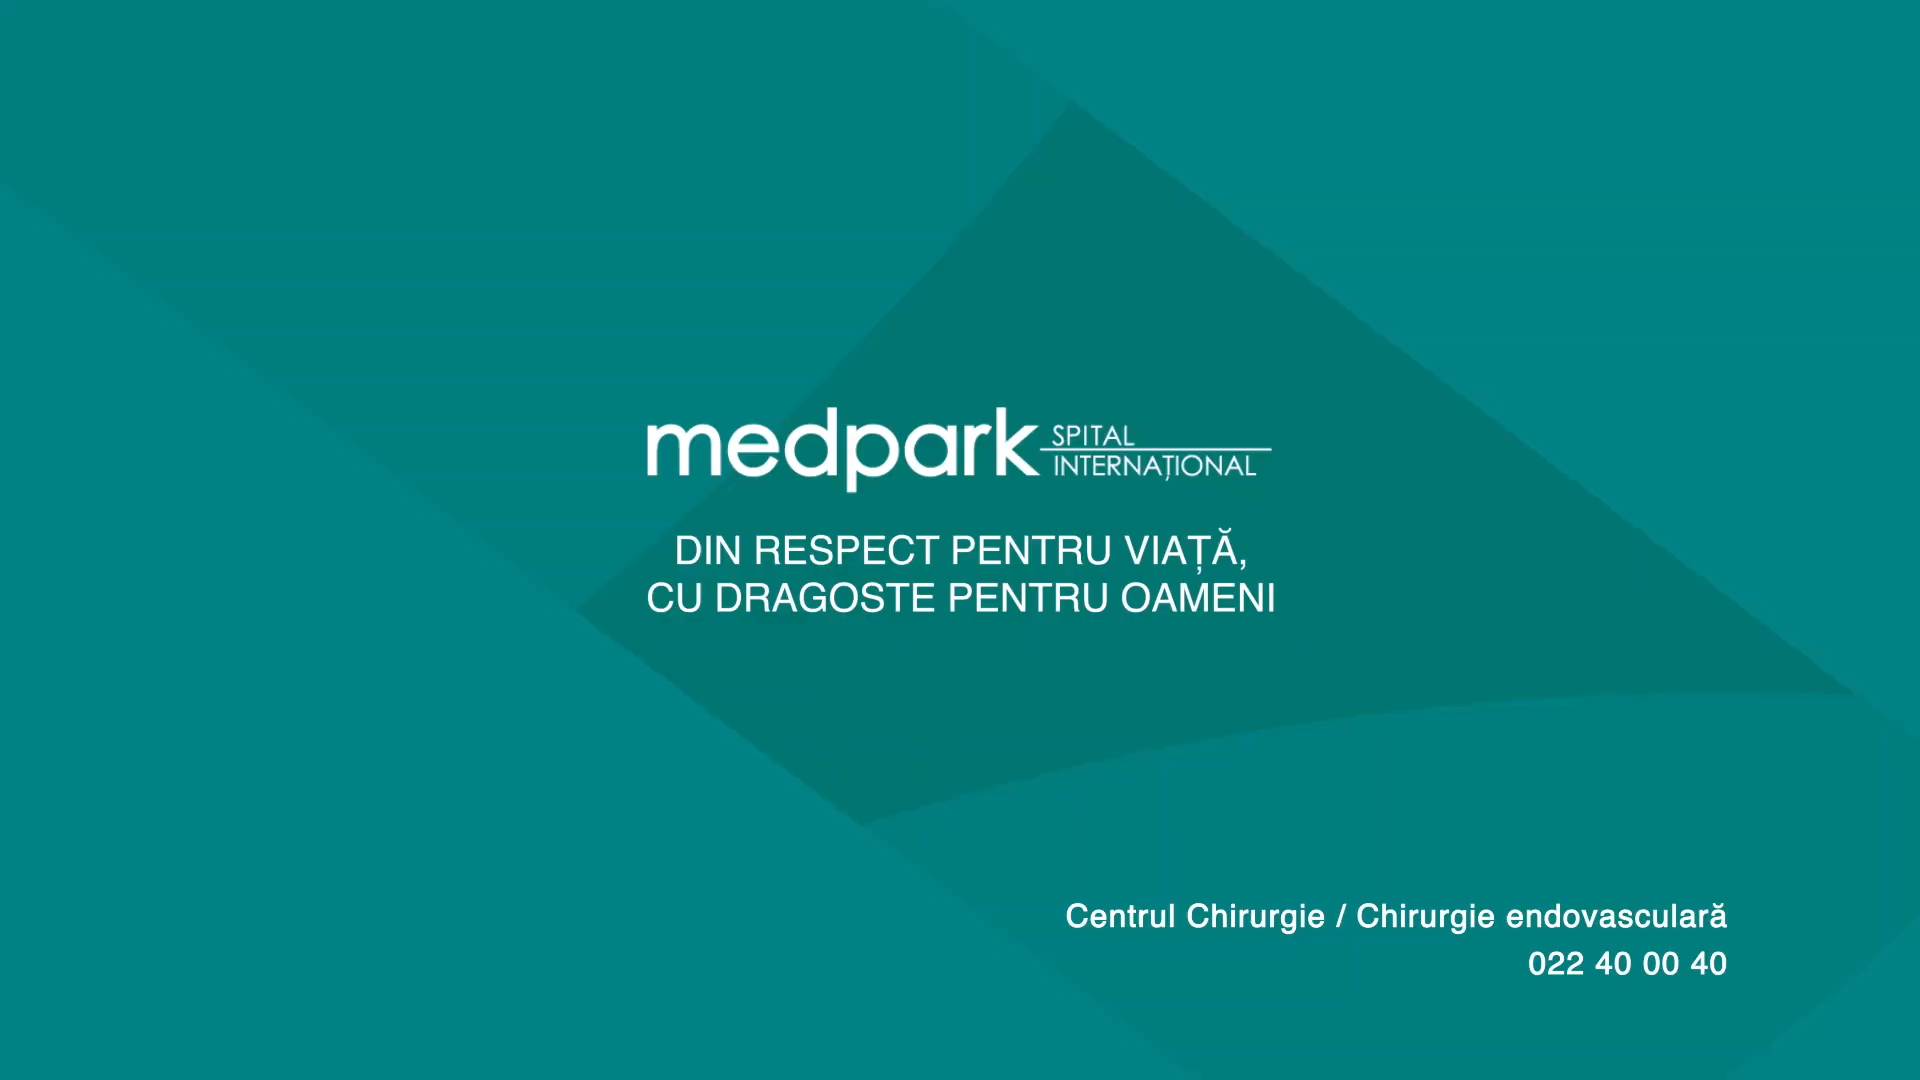 medpark SPITAL
INTERNAȚIONAL
DIN RESPECT PENTRU VIAȚĂ,
CU DRAGOSTE PENTRU OAMENI
Centrul Chirurgie / Chirurgie endovasculară
022 40 00 40